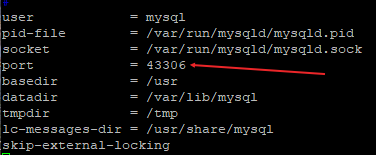 user = mysql
pid-file = /var/run/mysqld/mysqld.pid
socket = /var/run/mysqld/mysqld.sock
port = 43306
basedir = /usr
datadir = /var/lib/mysql
tmpdir = /tmp
lc-messages-dir = /usr/share/mysql
skip-external-locking